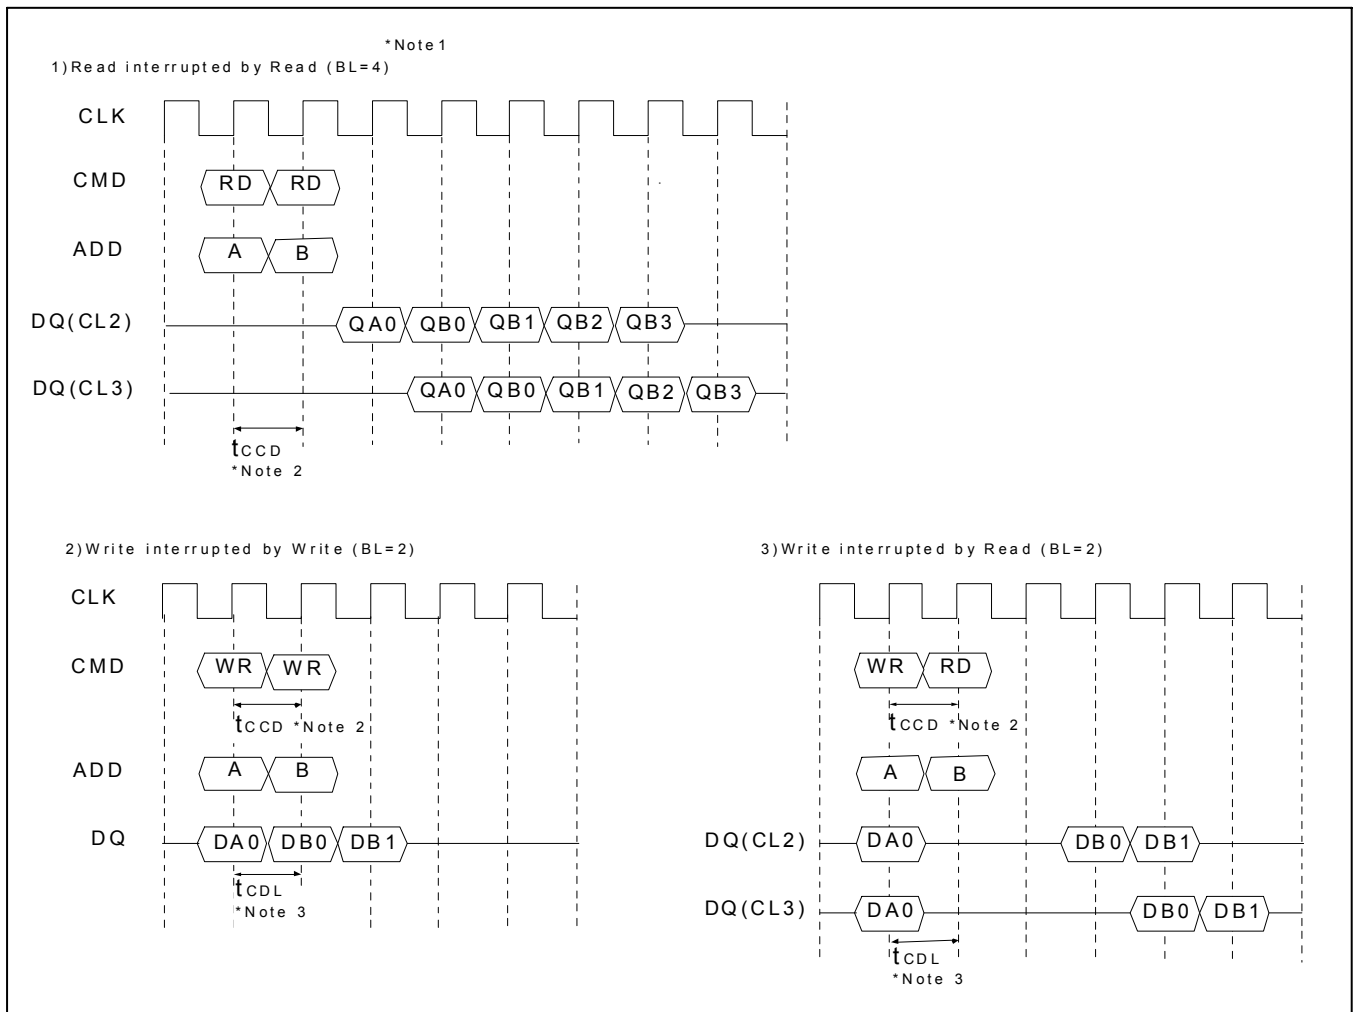 *Note1
1)Read interrupted by Read (BL=4)
CLK
CMD RD RD
ADD A B
DQ(CL2) QA0 QB0 QB1 QB2 QB3
DQ(CL3) QA0 QB0 QB1 QB2 QB3
tCCD
*Note 2
2)Write interrupted by Write (BL=2)
CLK
CMD WR WR
tCCD *Note 2
ADD A B
DQ DA0 DB0 DB1
tCDL
*Note 3
3)Write interrupted by Read (BL=2)
WR RD
tCCD *Note 2
A B
DQ(CL2) DA0 DB0 DB1
DQ(CL3) DA0 DB0 DB1
tCDL
*Note 3